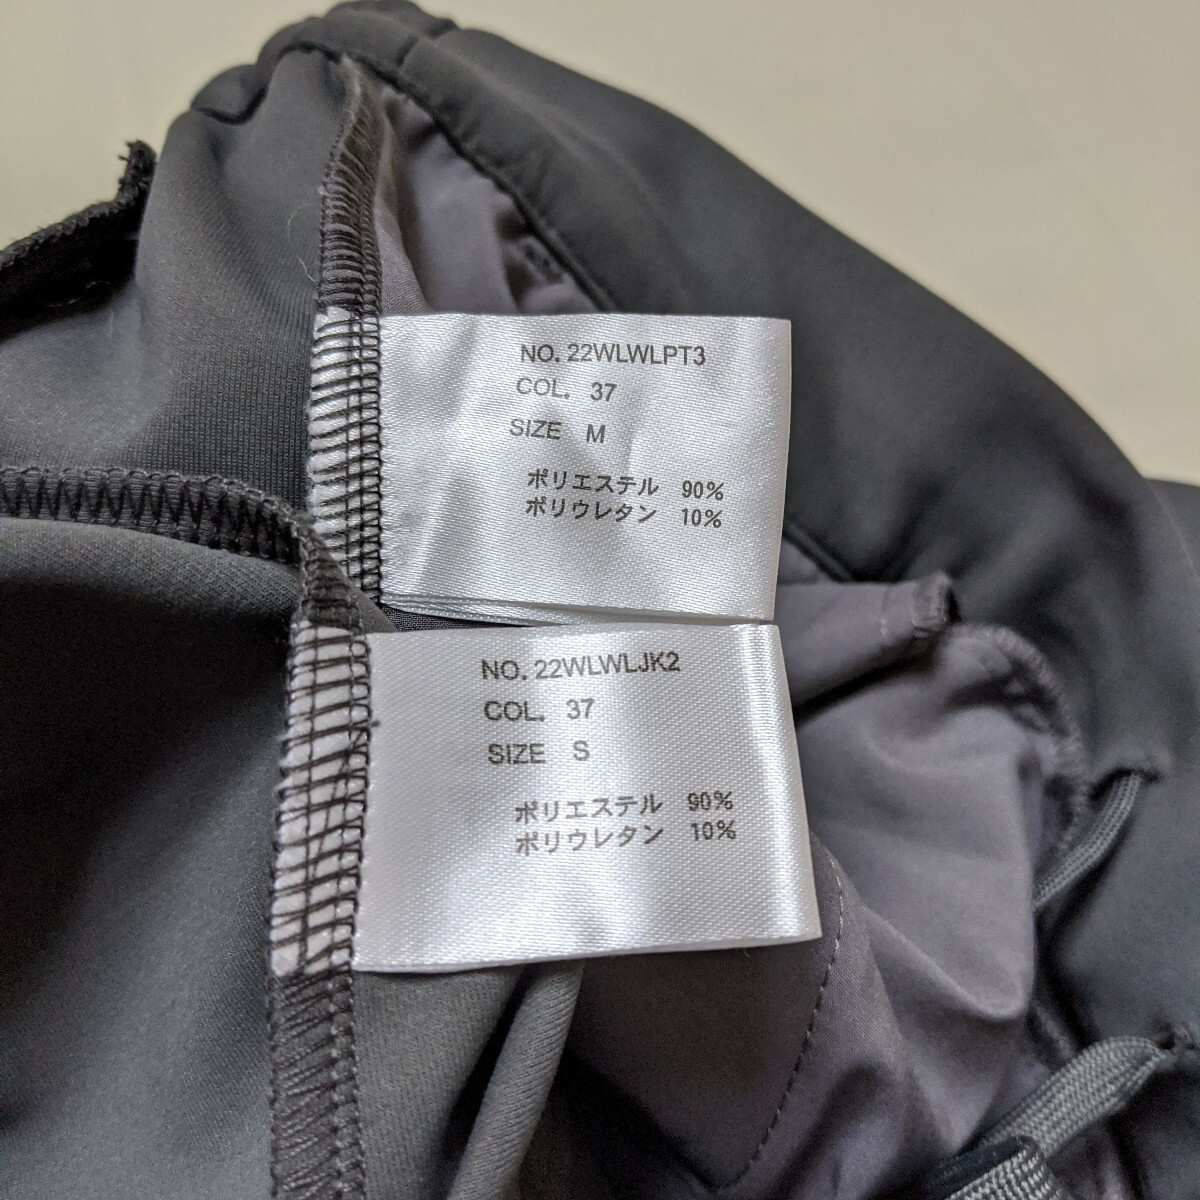 NO. 22WLWLPT3
COL. 37
SIZE M
ポリエステル 90%
ポリウレタン 10%
NO. 22WLWLJK2
COL. 37
SIZE S
ポリエステル 90%
ポリウレタン 10%